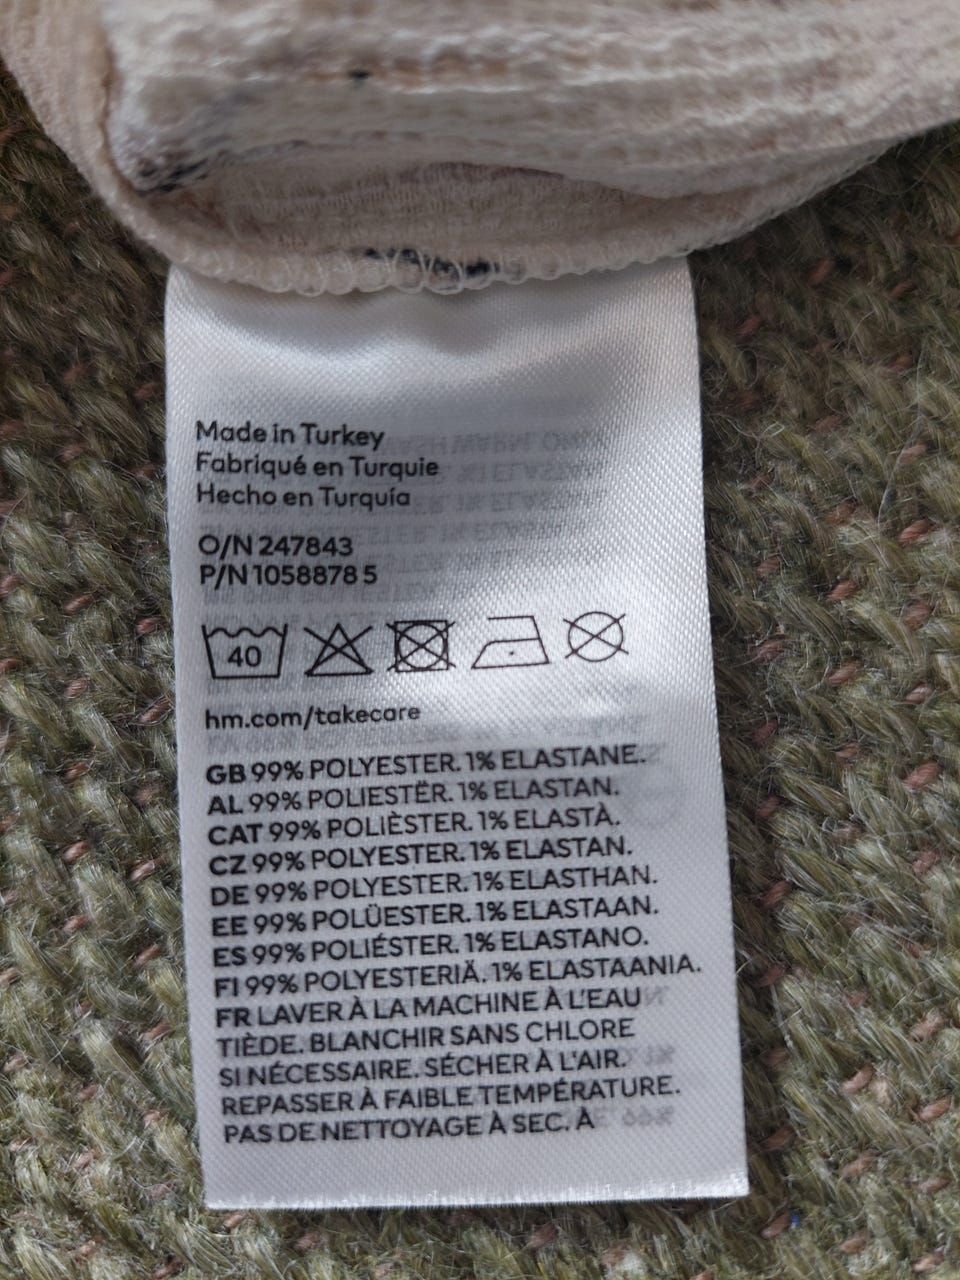 Made in Turkey
Fabriqué en Turquie
Hecho en Turquía
O/N 247843
P/N 10588785
40
hm.com/takecare
GB 99% POLYESTER. 1% ELASTANE.
AL 99% POLIESTËR. 1% ELASTAN.
CAT 99% POLIÈSTER. 1% ELASTÀ.
CZ 99% POLYESTER. 1% ELASTAN.
DE 99% POLYESTER. 1% ELASTHAN.
EE 99% POLÜESTER. 1% ELASTAAN.
ES 99% POLIÉSTER. 1% ELASTANO.
FI 99% POLYESTERIÄ. 1% ELASTAANIA.
FR LAVER À LA MACHINE À L'EAU
TIÈDE. BLANCHIR SANS CHLORE
SI NÉCESSAIRE. SÉCHER À L'AIR.
REPASSER À FAIBLE TEMPÉRATURE.
PAS DE NETTOYAGE À SEC. À